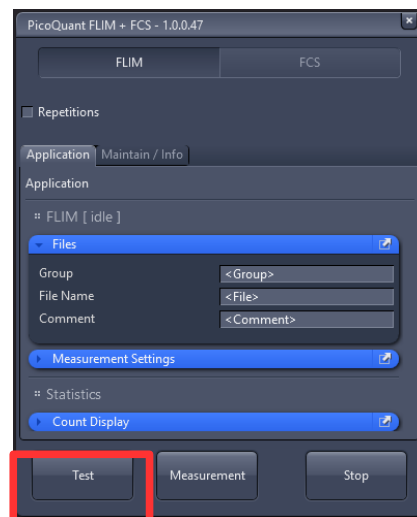 PicoQuant FLIM + FCS - 1.0.0.47
FLIM FCS
Repetitions
Application Maintain / Info
Application
FLIM [ idle ]
Files
Group <Group>
File Name <File>
Comment <Comment>
Measurement Settings
Statistics
Count Display
Test Measurement Stop